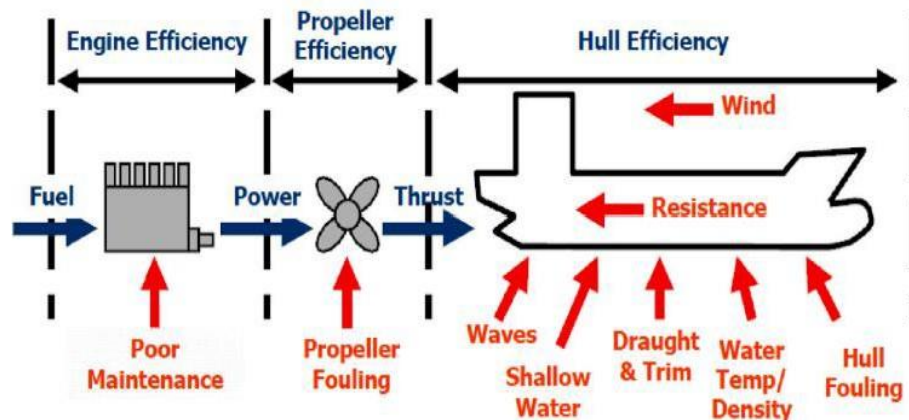 Engine Efficiency
Propeller
Efficiency
Hull Efficiency
Wind
Fuel
Power
Thrust
Resistance
Poor
Maintenance
Propeller
Fouling
Waves
Shallow
Water
Draught
& Trim
Water
Temp/
Density
Hull
Fouling